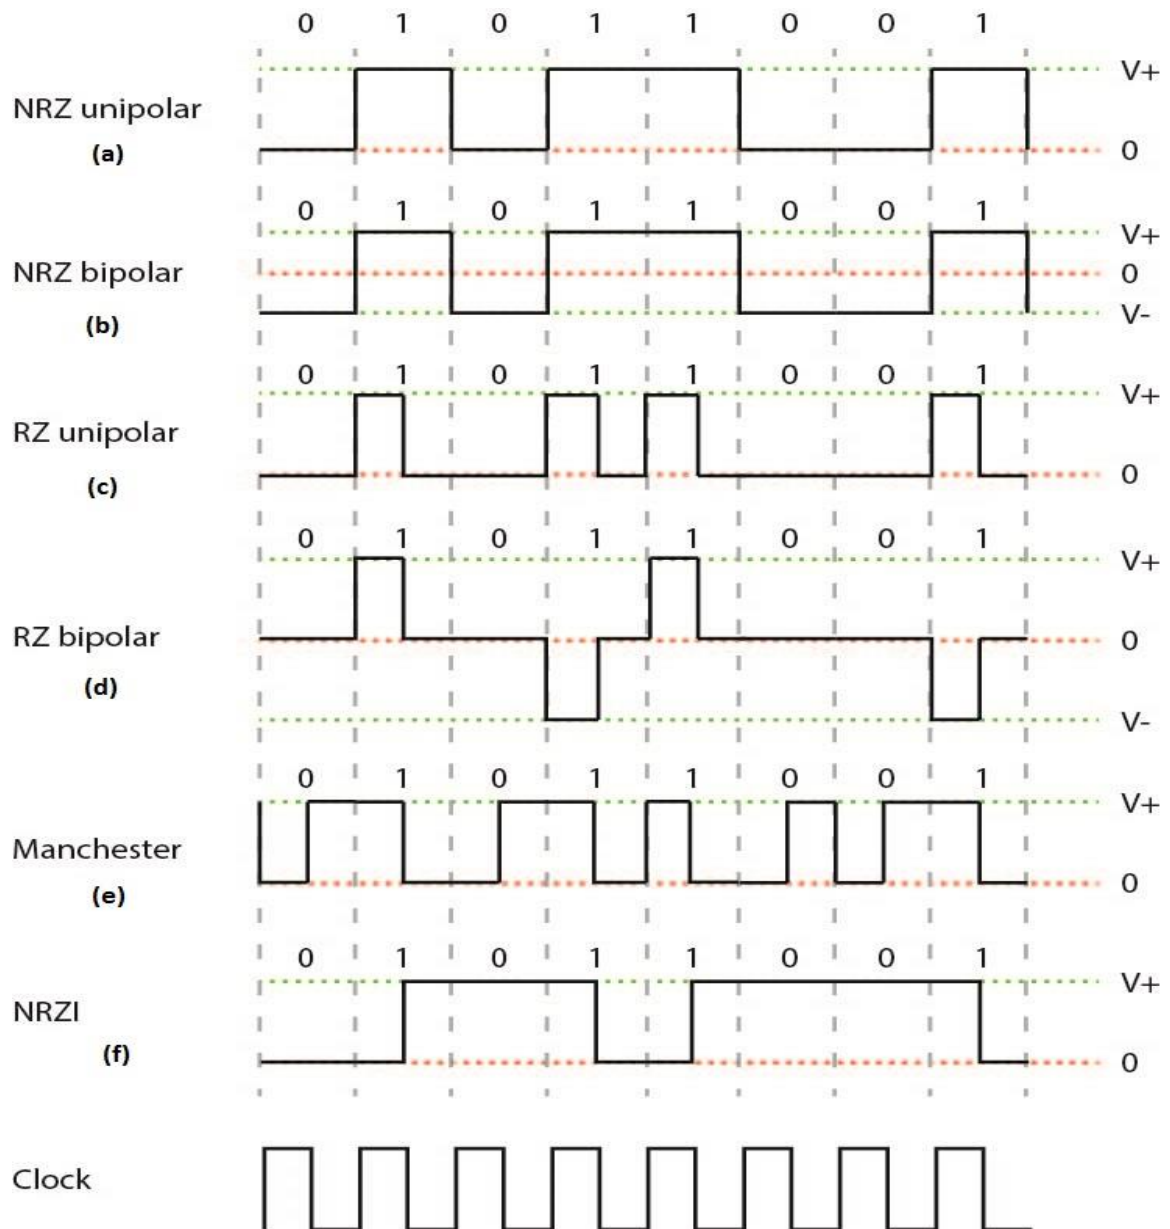 0 1 0 1 1 0 0 1
V+
NRZ unipolar
(a)
0
0 1 0 1 1 0 0 1
V+
NRZ bipolar
0
(b)
V-
0 1 0 1 1 0 0 1
V+
RZ unipolar
0
(c)
0 1 0 1 1 0 0 1
V+
RZ bipolar
0
(d)
V-
0 1 0 1 1 0 0 1
V+
Manchester
0
(e)
0 1 0 1 1 0 0 1
V+
NRZI
(f)
0
Clock